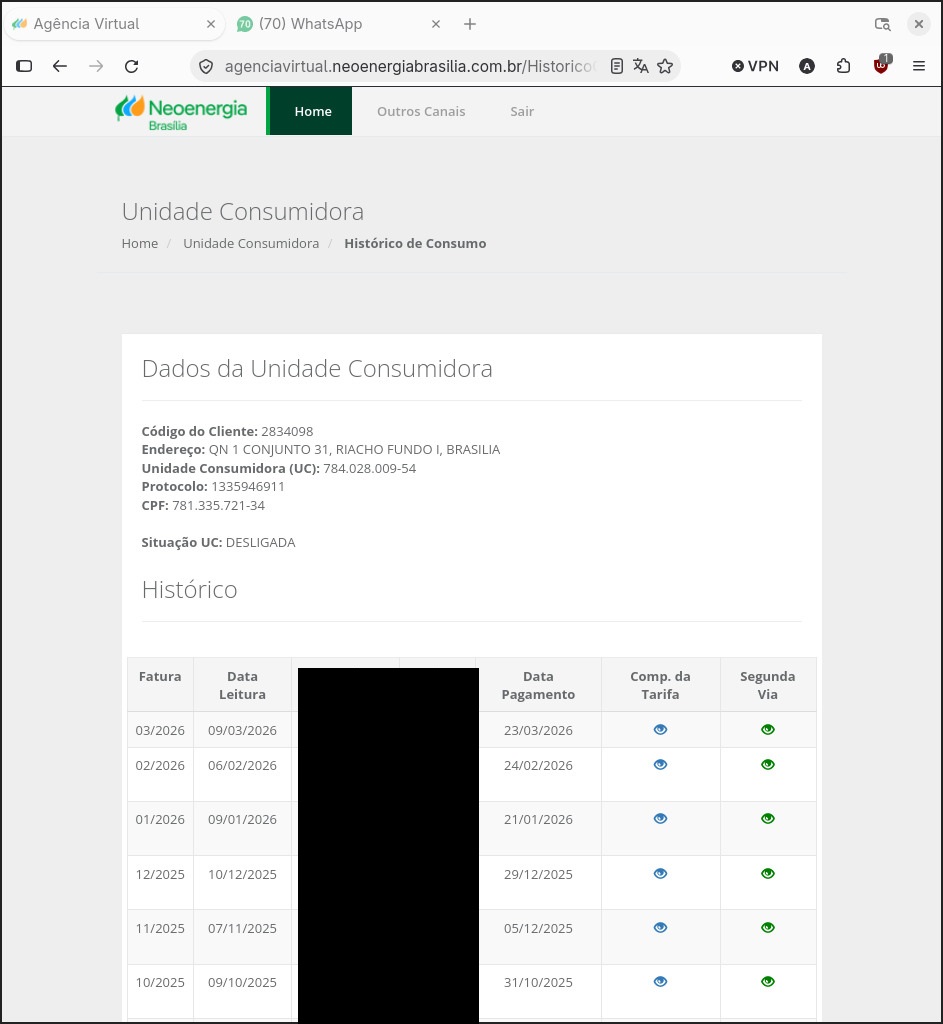 Agência Virtual
70 (70) WhatsApp
agenciavirtual.neoenergiabrasilia.com.br/Historico
VPN
A
1
Neoenergia
Brasília
Home
Outros Canais
Sair
Unidade Consumidora
Home / Unidade Consumidora / Histórico de Consumo
Dados da Unidade Consumidora
Código do Cliente: 2834098
Endereço: QN 1 CONJUNTO 31, RIACHO FUNDO I, BRASILIA
Unidade Consumidora (UC): 784.028.009-54
Protocolo: 1335946911
CPF: 781.335.721-34
Situação UC: DESLIGADA
Histórico
Fatura Data Leitura Data Pagamento Comp. da Tarifa Segunda Via
03/2026 09/03/2026 23/03/2026
02/2026 06/02/2026 24/02/2026
01/2026 09/01/2026 21/01/2026
12/2025 10/12/2025 29/12/2025
11/2025 07/11/2025 05/12/2025
10/2025 09/10/2025 31/10/2025